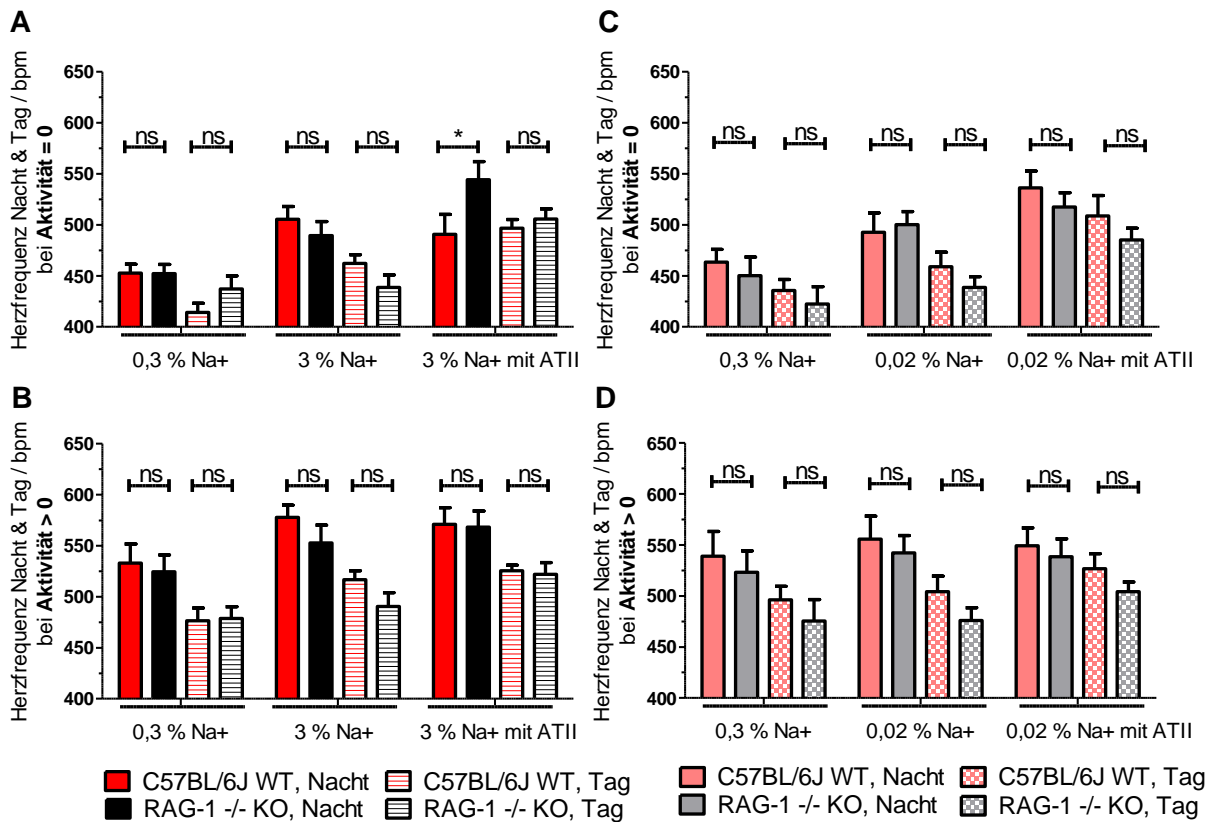 A
Herzfrequenz Nacht & Tag / bpm
bei Aktivität = 0
650
600
550
500
450
400
ns
ns
ns
ns
*
ns
0,3 % Na+
3 % Na+
3 % Na+ mit ATII
C
Herzfrequenz Nacht & Tag / bpm
bei Aktivität = 0
650
600
550
500
450
400
ns
ns
ns
ns
ns
ns
0,3 % Na+
0,02 % Na+
0,02 % Na+ mit ATII
B
Herzfrequenz Nacht & Tag / bpm
bei Aktivität > 0
650
600
550
500
450
400
ns
ns
ns
ns
ns
ns
0,3 % Na+
3 % Na+
3 % Na+ mit ATII
D
Herzfrequenz Nacht & Tag / bpm
bei Aktivität > 0
650
600
550
500
450
400
ns
ns
ns
ns
ns
ns
0,3 % Na+
0,02 % Na+
0,02 % Na+ mit ATII
C57BL/6J WT, Nacht
C57BL/6J WT, Tag
RAG-1 -/- KO, Nacht
RAG-1 -/- KO, Tag
C57BL/6J WT, Nacht
C57BL/6J WT, Tag
RAG-1 -/- KO, Nacht
RAG-1 -/- KO, Tag